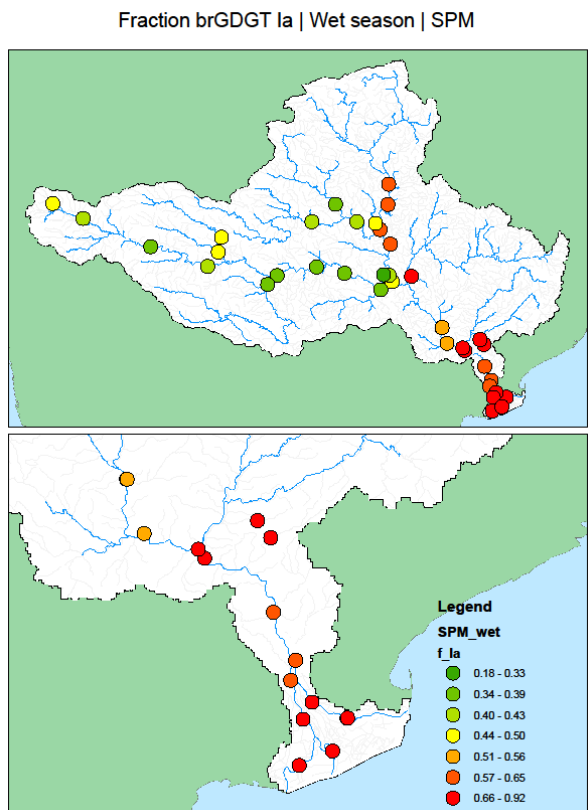 Fraction brGDGT Ia | Wet season | SPM
Legend
SPM_wet
f_Ia
0.18 - 0.33
0.34 - 0.39
0.40 - 0.43
0.44 - 0.50
0.51 - 0.56
0.57 - 0.65
0.66 - 0.92